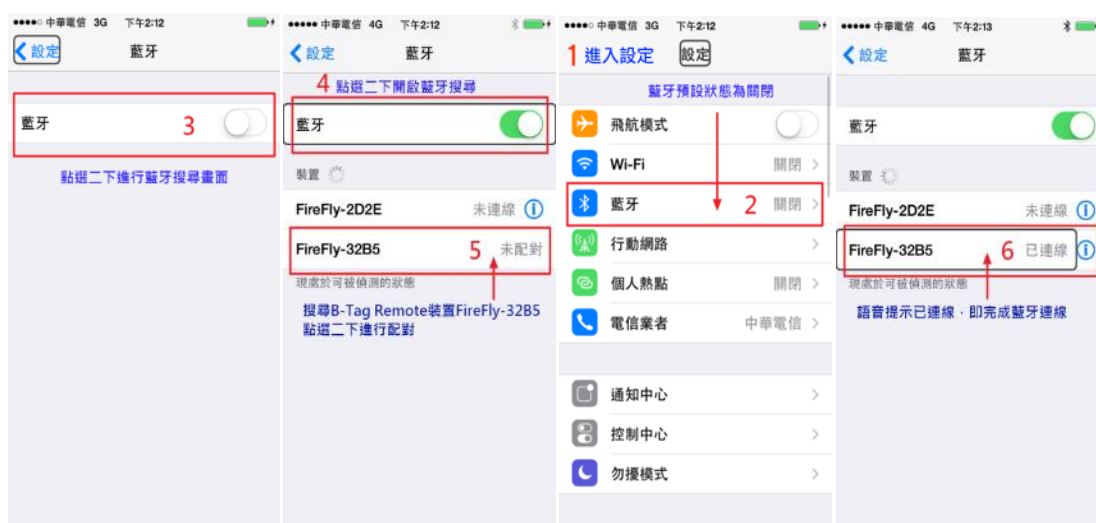 中華電信 3G 下午2:12
設定 藍牙
藍牙 3
點選二下進行藍牙搜尋畫面
中華電信 4G 下午2:12
設定 藍牙
4 點選二下開啟藍牙搜尋
藍牙
裝置
FireFly-2D2E 未連線
FireFly-32B5 5 未配對
現處於可被偵測的狀態
搜尋B-Tag Remote裝置FireFly-32B5
點選二下進行配對
中華電信 3G 下午2:12
1 進入設定 設定
藍牙預設狀態為關閉
飛航模式
Wi-Fi 關閉
藍牙 2 關閉
行動網路
個人熱點 關閉
電信業者 中華電信
通知中心
控制中心
勿擾模式
中華電信 4G 下午2:13
設定 藍牙
藍牙
裝置
FireFly-2D2E 未連線
FireFly-32B5 6 已連線
現處於可被偵測的狀態
語音提示已連線，即完成藍牙連線